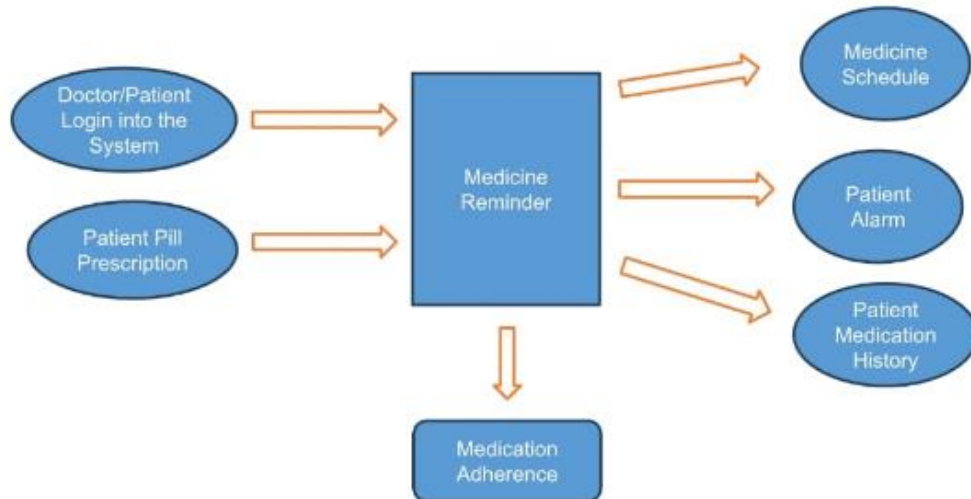 Doctor/Patient
Login into the
System
Patient Pill
Prescription
Medicine
Reminder
Medication
Adherence
Medicine
Schedule
Patient
Alarm
Patient
Medication
History